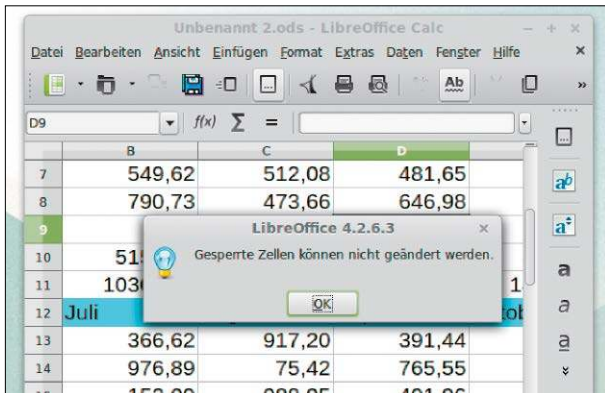 Unbenannt 2.ods - LibreOffice Calc
Datei Bearbeiten Ansicht Einfügen Format Extras Daten Fenster Hilfe
Ab
D9 f(x) Σ =
B C D
7 549,62 512,08 481,65
8 790,73 473,66 646,98
9
LibreOffice 4.2.6.3
10
Gesperrte Zellen können nicht geändert werden.
11
OK
12 Juli
13 366,62 917,20 391,44
14 976,89 75,42 765,55